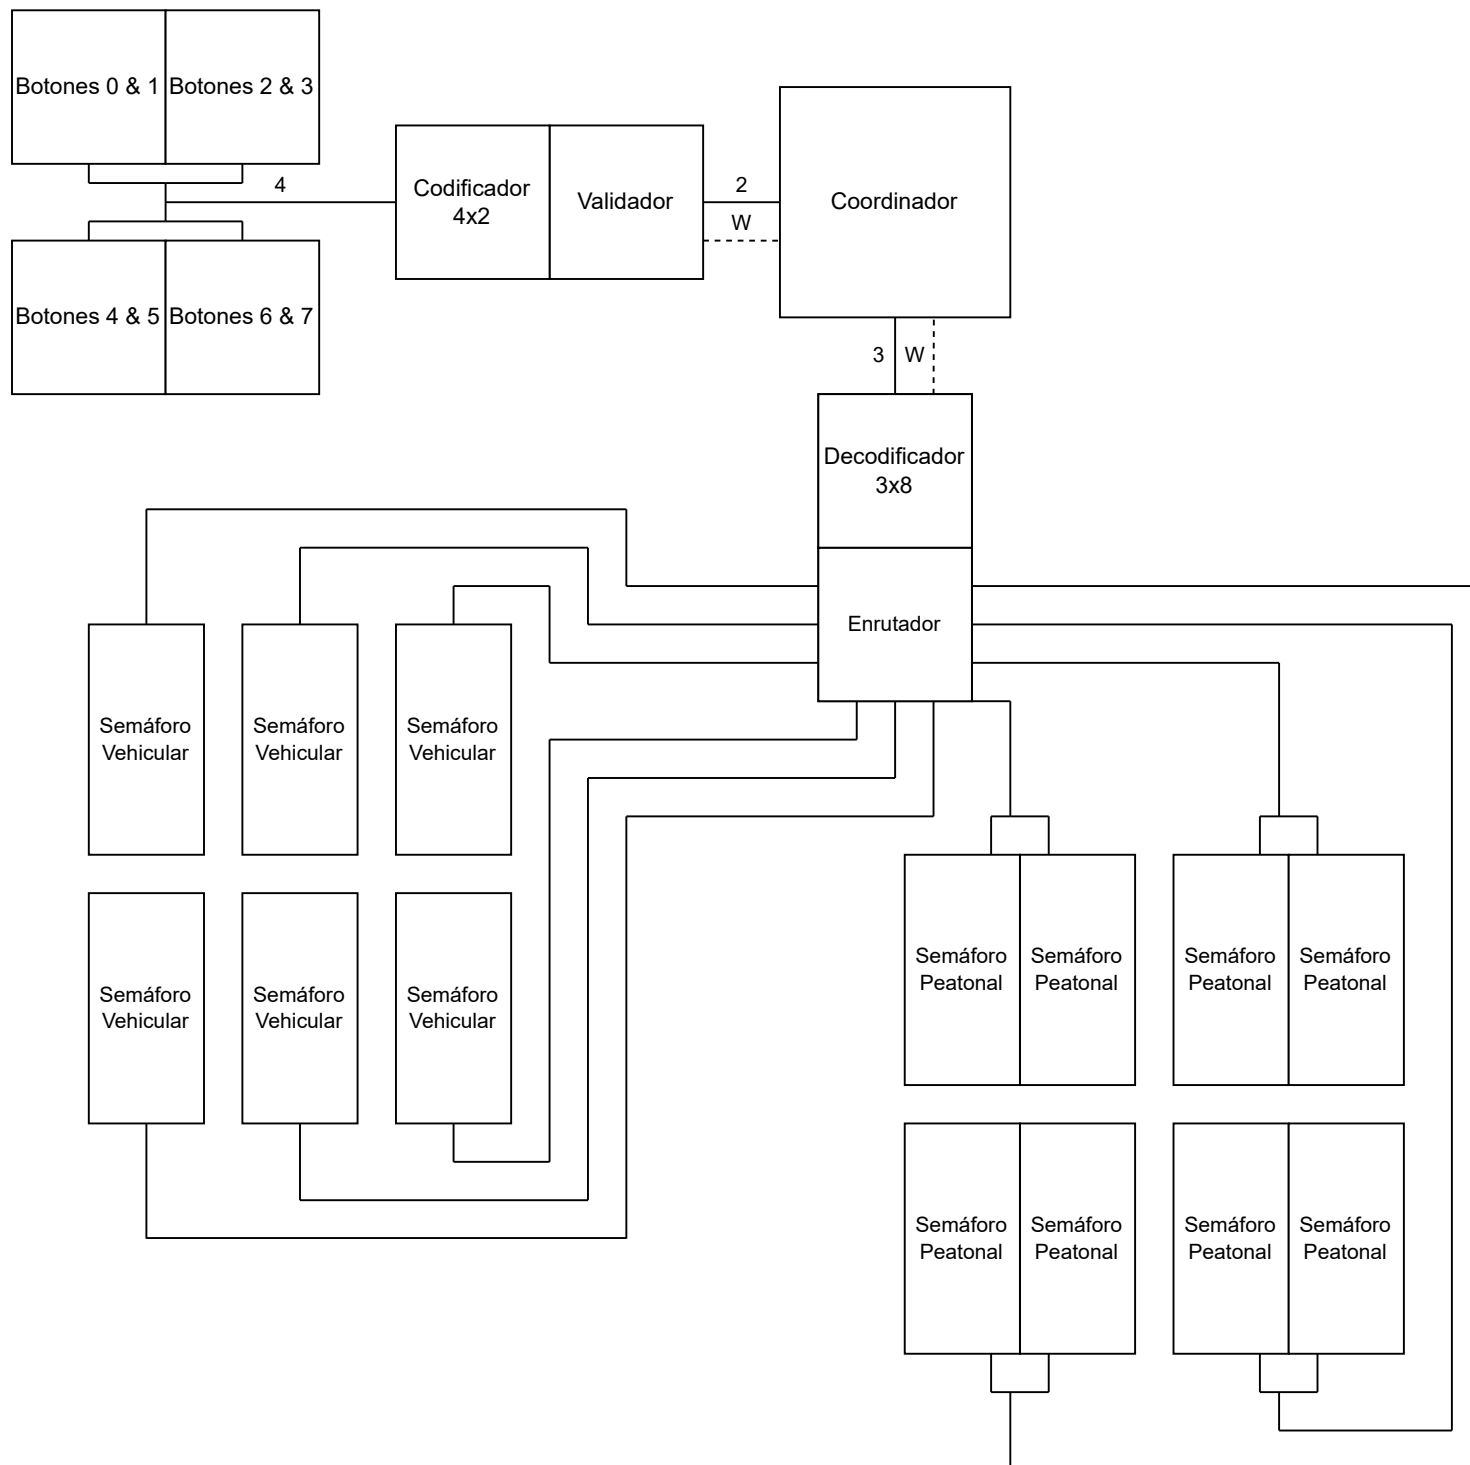 Botones 0 & 1
Botones 2 & 3
4
Codificador
4x2
Validador
2
W
Coordinador
Botones 4 & 5
Botones 6 & 7
3
W
Decodificador
3x8
Enrutador
Semáforo
Vehicular
Semáforo
Vehicular
Semáforo
Vehicular
Semáforo
Vehicular
Semáforo
Vehicular
Semáforo
Vehicular
Semáforo
Peatonal
Semáforo
Peatonal
Semáforo
Peatonal
Semáforo
Peatonal
Semáforo
Peatonal
Semáforo
Peatonal
Semáforo
Peatonal
Semáforo
Peatonal